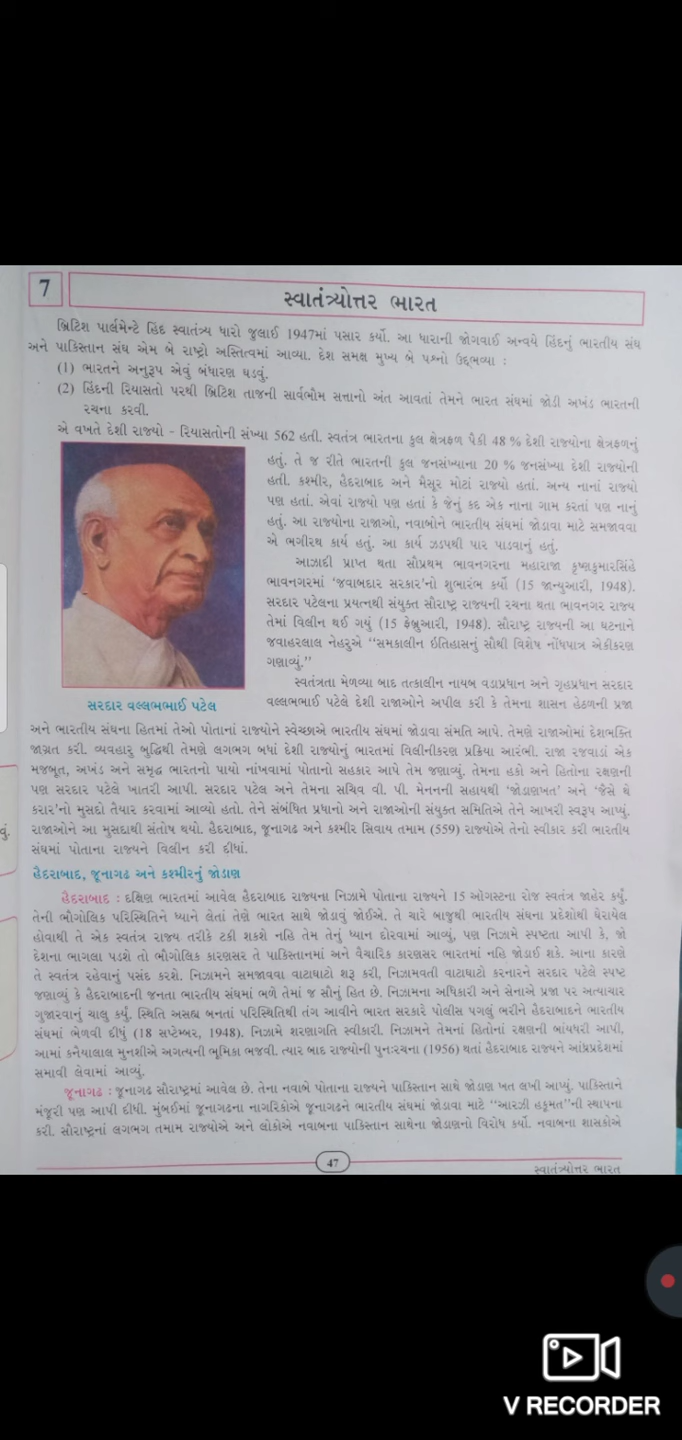 7
સ્વાતંત્ર્યોત્તર ભારત
બ્રિટિશ પાર્લમેન્ટે હિંદ સ્વાતંત્ર્ય ધારો જુલાઈ 1947માં પસાર કર્યો. આ ધારાની જોગવાઈ અન્વયે હિંદનું ભારતીય સંઘ
અને પાકિસ્તાન સંઘ એમ બે રાષ્ટ્રો અસ્તિત્વમાં આવ્યા. દેશ સમક્ષ મુખ્ય બે પ્રશ્નો ઉદ્દભવ્યા :
(1) ભારતને અનુરૂપ એવું બંધારણ ઘડવું.
(2) હિંદની રિયાસતો પરથી બ્રિટિશ તાજની સાર્વભૌમ સત્તાનો અંત આવતાં તેમને ભારત સંઘમાં જોડી અખંડ ભારતની
રચના કરવી.
એ વખતે દેશી રાજ્યો - રિયાસતોની સંખ્યા 562 હતી. સ્વતંત્ર ભારતના કુલ ક્ષેત્રફળ પૈકી 48 % દેશી રાજ્યોના ક્ષેત્રફળનું
હતું. તે જ રીતે ભારતની કુલ જનસંખ્યાના 20 % જનસંખ્યા દેશી રાજ્યોની
હતી. કશ્મીર, હૈદરાબાદ અને મૈસૂર મોટાં રાજ્યો હતાં. અન્ય નાનાં રાજ્યો
પણ હતાં. એવાં રાજ્યો પણ હતાં કે જેનું કદ એક નાના ગામ કરતાં પણ નાનું
હતું. આ રાજ્યોના રાજાઓ, નવાબોને ભારતીય સંઘમાં જોડાવા માટે સમજાવવા
એ ભગીરથ કાર્ય હતું. આ કાર્ય ઝડપથી પાર પાડવાનું હતું.
આઝાદી પ્રાપ્ત થતા સૌપ્રથમ ભાવનગરના મહારાજા કૃષ્ણકુમારસિંહે
ભાવનગરમાં ‘જવાબદાર સરકાર’નો શુભારંભ કર્યો (15 જાન્યુઆરી, 1948).
સરદાર પટેલના પ્રયત્નથી સંયુક્ત સૌરાષ્ટ્ર રાજ્યની રચના થતા ભાવનગર રાજ્ય
તેમાં વિલીન થઈ ગયું (15 ફેબ્રુઆરી, 1948). સૌરાષ્ટ્ર રાજ્યની આ ઘટનાને
જવાહરલાલ નેહરુએ “સમકાલીન ઇતિહાસનું સૌથી વિશેષ નોંધપાત્ર એકીકરણ
ગણાવ્યું.”
સ્વતંત્રતા મેળવ્યા બાદ તત્કાલીન નાયબ વડાપ્રધાન અને ગૃહપ્રધાન સરદાર
વલ્લભભાઈ પટેલે દેશી રાજાઓને અપીલ કરી કે તેમના શાસન હેઠળની પ્રજા
સરદાર વલ્લભભાઈ પટેલ
અને ભારતીય સંઘના હિતમાં તેઓ પોતાનાં રાજ્યોને સ્વેચ્છાએ ભારતીય સંઘમાં જોડાવા સંમતિ આપે. તેમણે રાજાઓમાં દેશભક્તિ
જાગ્રત કરી. વ્યવહારુ બુદ્ધિથી તેમણે લગભગ બધાં દેશી રાજ્યોનું ભારતમાં વિલિનીકરણ પ્રક્રિયા આરંભી. રાજા રજવાડાં એક
મજબૂત, અખંડ અને સમૃદ્ધ ભારતનો પાયો નાંખવામાં પોતાનો સહકાર આપે તેમ જણાવ્યું. તેમના હકો અને હિતોના રક્ષણની
પણ સરદાર પટેલે ખાતરી આપી. સરદાર પટેલ અને તેમના સચિવ વી. પી. મેનનની સહાયથી ‘જોડાણખત’ અને ‘જૈસે થે
કરાર’નો મુસદો તૈયાર કરવામાં આવ્યો હતો. તેને સંબંધિત પ્રધાનો અને રાજાઓની સંયુક્ત સમિતિએ તેને આખરી સ્વરૂપ આપ્યું.
રાજાઓને આ મુસદાથી સંતોષ થયો. હૈદરાબાદ, જૂનાગઢ અને કશ્મીર સિવાય તમામ (559) રાજ્યોએ તેનો સ્વીકાર કરી ભારતીય
સંઘમાં પોતાના રાજ્યને વિલીન કરી દીધાં.
હૈદરાબાદ, જૂનાગઢ અને કશ્મીરનું જોડાણ
હૈદરાબાદ : દક્ષિણ ભારતમાં આવેલ હૈદરાબાદ રાજ્યના નિઝામે પોતાના રાજ્યને 15 ઑગસ્ટના રોજ સ્વતંત્ર જાહેર કર્યું.
તેની ભૌગોલિક પરિસ્થિતિને ધ્યાને લેતાં તેણે ભારત સાથે જોડાવું જોઈએ. તે ચારે બાજુથી ભારતીય સંઘના પ્રદેશોથી ઘેરાયેલ
હોવાથી તે એક સ્વતંત્ર રાજ્ય તરીકે ટકી શકશે નહિ તેમ તેનું ધ્યાન દોરવામાં આવ્યું, પણ નિઝામે સ્પષ્ટતા આપી કે, જો
દેશના ભાગલા પડશે તો ભૌગોલિક કારણસર તે પાકિસ્તાનમાં અને વૈચારિક કારણસર ભારતમાં નહિ જોડાઈ શકે. આના કારણે
તે સ્વતંત્ર રહેવાનું પસંદ કરશે. નિઝામને સમજાવવા વાટાઘાટો શરૂ કરી, નિઝામવતી વાટાઘાટો કરનારને સરદાર પટેલે સ્પષ્ટ
જણાવ્યું કે હૈદરાબાદની જનતા ભારતીય સંઘમાં ભળે તેમાં જ સૌનું હિત છે. નિઝામના અધિકારી અને સેનાએ પ્રજા પર અત્યાચાર
ગુજારવાનું ચાલુ કર્યું. સ્થિતિ અસહ્ય બનતાં પરિસ્થિતિથી તંગ આવીને ભારત સરકારે પોલીસ પગલું ભરીને હૈદરાબાદને ભારતીય
સંઘમાં ભેળવી દીધું (18 સપ્ટેમ્બર, 1948). નિઝામે શરણાગતિ સ્વીકારી. નિઝામને તેમનાં હિતોનાં રક્ષણની બાંયધરી આપી,
આમાં કનૈયાલાલ મુનશીએ અગત્યની ભૂમિકા ભજવી. ત્યાર બાદ રાજ્યોની પુનઃરચના (1956) થતાં હૈદરાબાદ રાજ્યને આંધ્રપ્રદેશમાં
સમાવી લેવામાં આવ્યું.
જૂનાગઢ : જૂનાગઢ સૌરાષ્ટ્રમાં આવેલ છે. તેના નવાબે પોતાના રાજ્યને પાકિસ્તાન સાથે જોડાણ ખત લખી આપ્યું. પાકિસ્તાને
મંજૂરી પણ આપી દીધી. મુંબઈમાં જૂનાગઢના નાગરિકોએ જૂનાગઢને ભારતીય સંઘમાં જોડાવા માટે “આરઝી હકૂમત”ની સ્થાપના
કરી. સૌરાષ્ટ્રનાં લગભગ તમામ રાજ્યોએ અને લોકોએ નવાબના પાકિસ્તાન સાથેના જોડાણનો વિરોધ કર્યો. નવાબના શાસકોએ
47
સ્વાતંત્ર્યોત્તર ભારત
V RECORDER